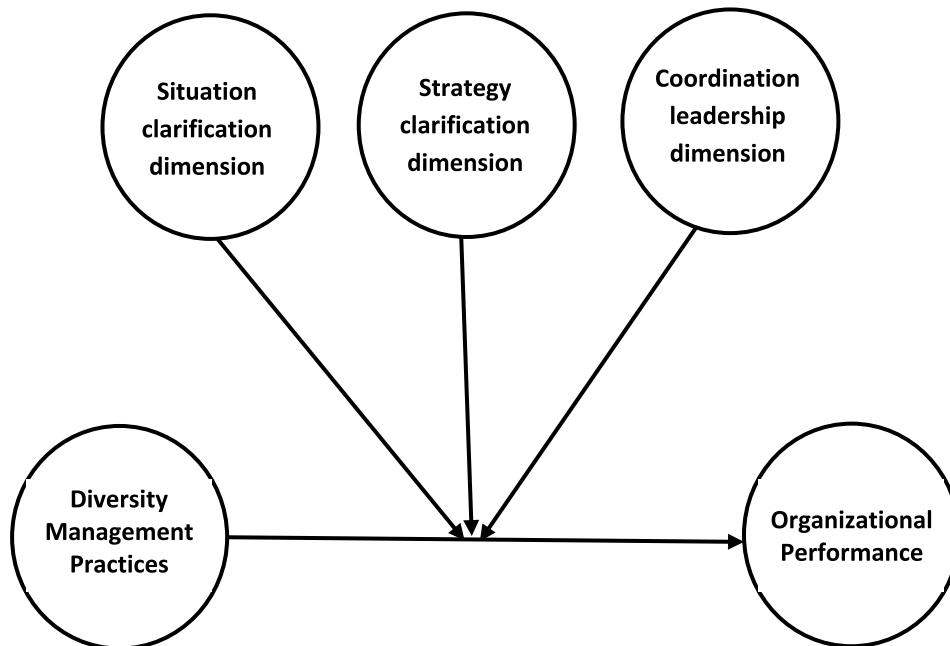 Situation
clarification
dimension
Strategy
clarification
dimension
Coordination
leadership
dimension
Diversity
Management
Practices
Organizational
Performance